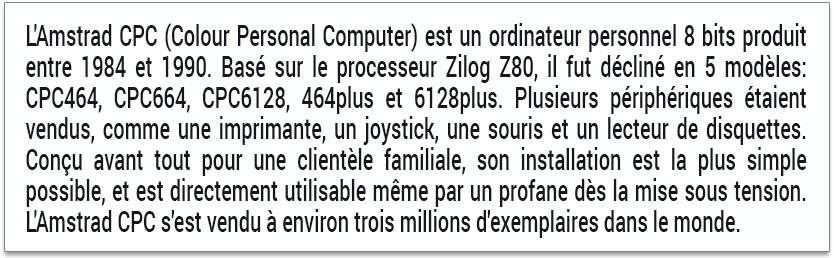 L'Amstrad CPC (Colour Personal Computer) est un ordinateur personnel 8 bits produit
entre 1984 et 1990. Basé sur le processeur Zilog Z80, il fut décliné en 5 modèles:
CPC464, CPC664, CPC6128, 464plus et 6128plus. Plusieurs périphériques étaient
vendus, comme une imprimante, un joystick, une souris et un lecteur de disquettes.
Conçu avant tout pour une clientèle familiale, son installation est la plus simple
possible, et est directement utilisable même par un profane dès la mise sous tension.
L'Amstrad CPC s'est vendu à environ trois millions d'exemplaires dans le monde.